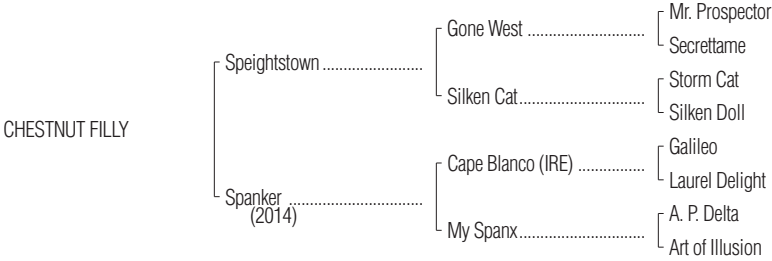 Mr. Prospector
Gone West ..............................
Secrettame
Speightstown .........................
Storm Cat
Silken Cat................................
Silken Doll
CHESTNUT FILLY
Galileo
Cape Blanco (IRE) .................
Laurel Delight
Spanker .................................
(2014)
A. P. Delta
My Spanx................................
Art of Illusion